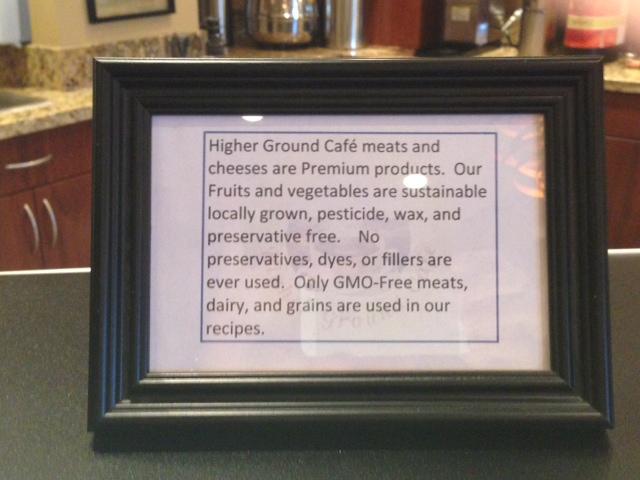 Higher Ground Café meats and
cheeses are Premium products. Our
Fruits and vegetables are sustainable
locally grown, pesticide, wax, and
preservative free. No
preservatives, dyes, or fillers are
ever used. Only GMO-Free meats,
dairy, and grains are used in our
recipes.